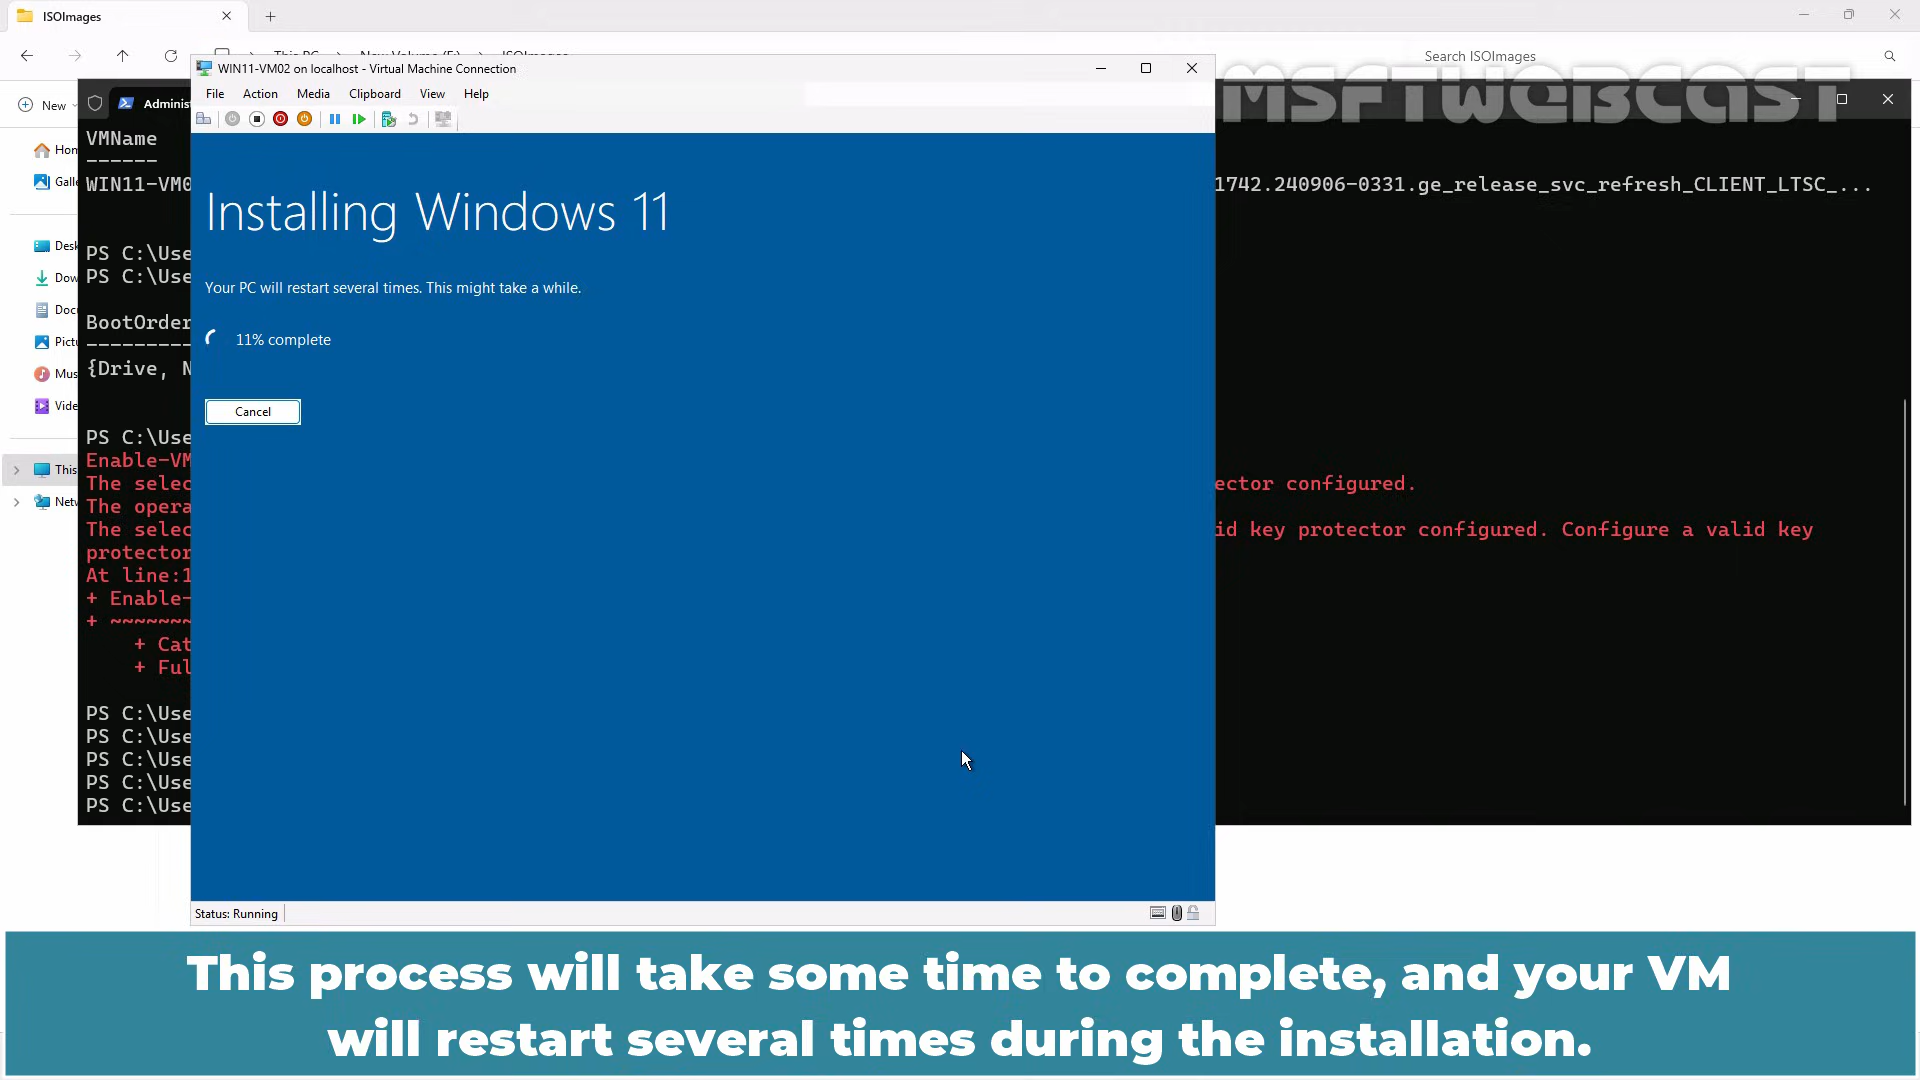 ISOImages
Search ISOImages
New
WIN11-VM02 on localhost - Virtual Machine Connection
MSFTWEBCAST
File Action Media Clipboard View Help
Adminis
VMName
------
WIN11-VM0
1742.240906-0331.ge_release_svc_refresh_CLIENT_LTSC_...
Installing Windows 11
Your PC will restart several times. This might take a while.
11% complete
Cancel
PS C:\Use
PS C:\Use
BootOrder
---------
{Drive, N
PS C:\Use
Enable-VM
The selec
ector configured.
The opera
The selec
id key protector configured. Configure a valid key
protector
At line:1
+ Enable-
+ ~~~~~~~
+ Cat
+ Ful
PS C:\Use
PS C:\Use
PS C:\Use
PS C:\Use
PS C:\Use
Hom
Galle
Desk
Dow
Docu
Pictu
Mus
Vide
This
Netw
Status: Running
This process will take some time to complete, and your VM
will restart several times during the installation.